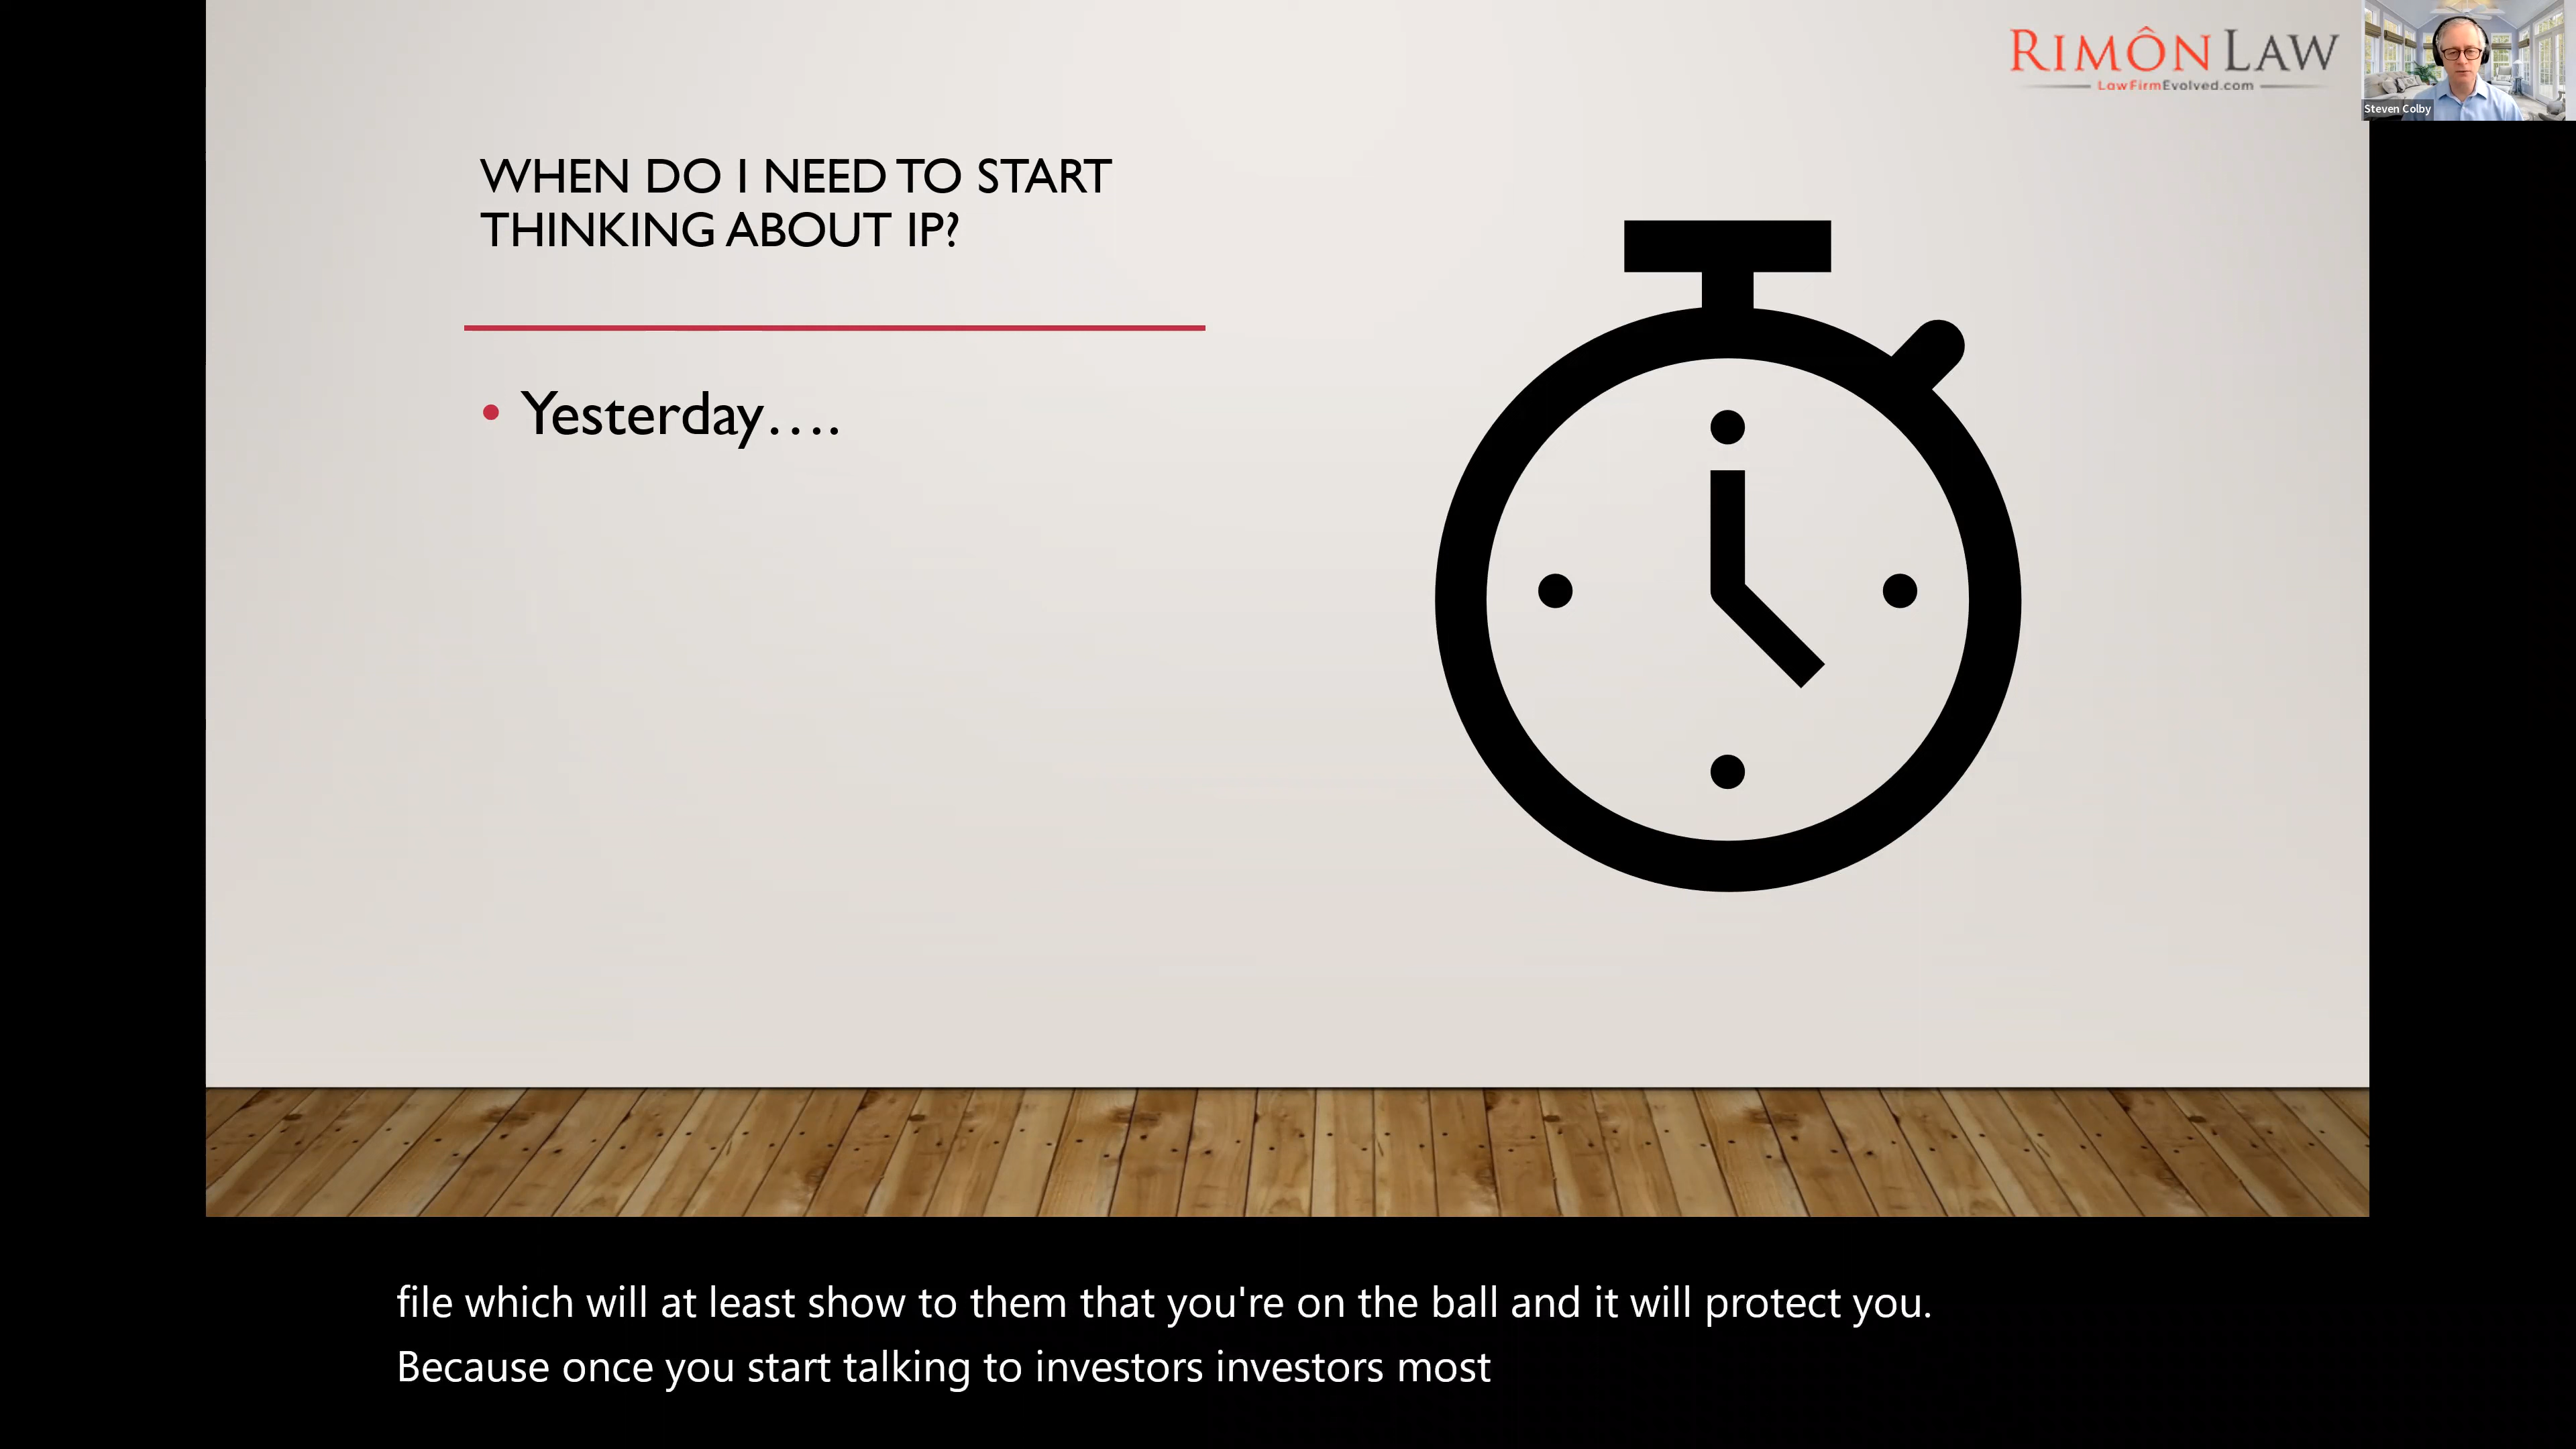 RIMÔN LAW
LawFirmEvolved.com
Steven Colby
WHEN DO I NEED TO START
THINKING ABOUT IP?
• Yesterday….
file which will at least show to them that you're on the ball and it will protect you.
Because once you start talking to investors investors most